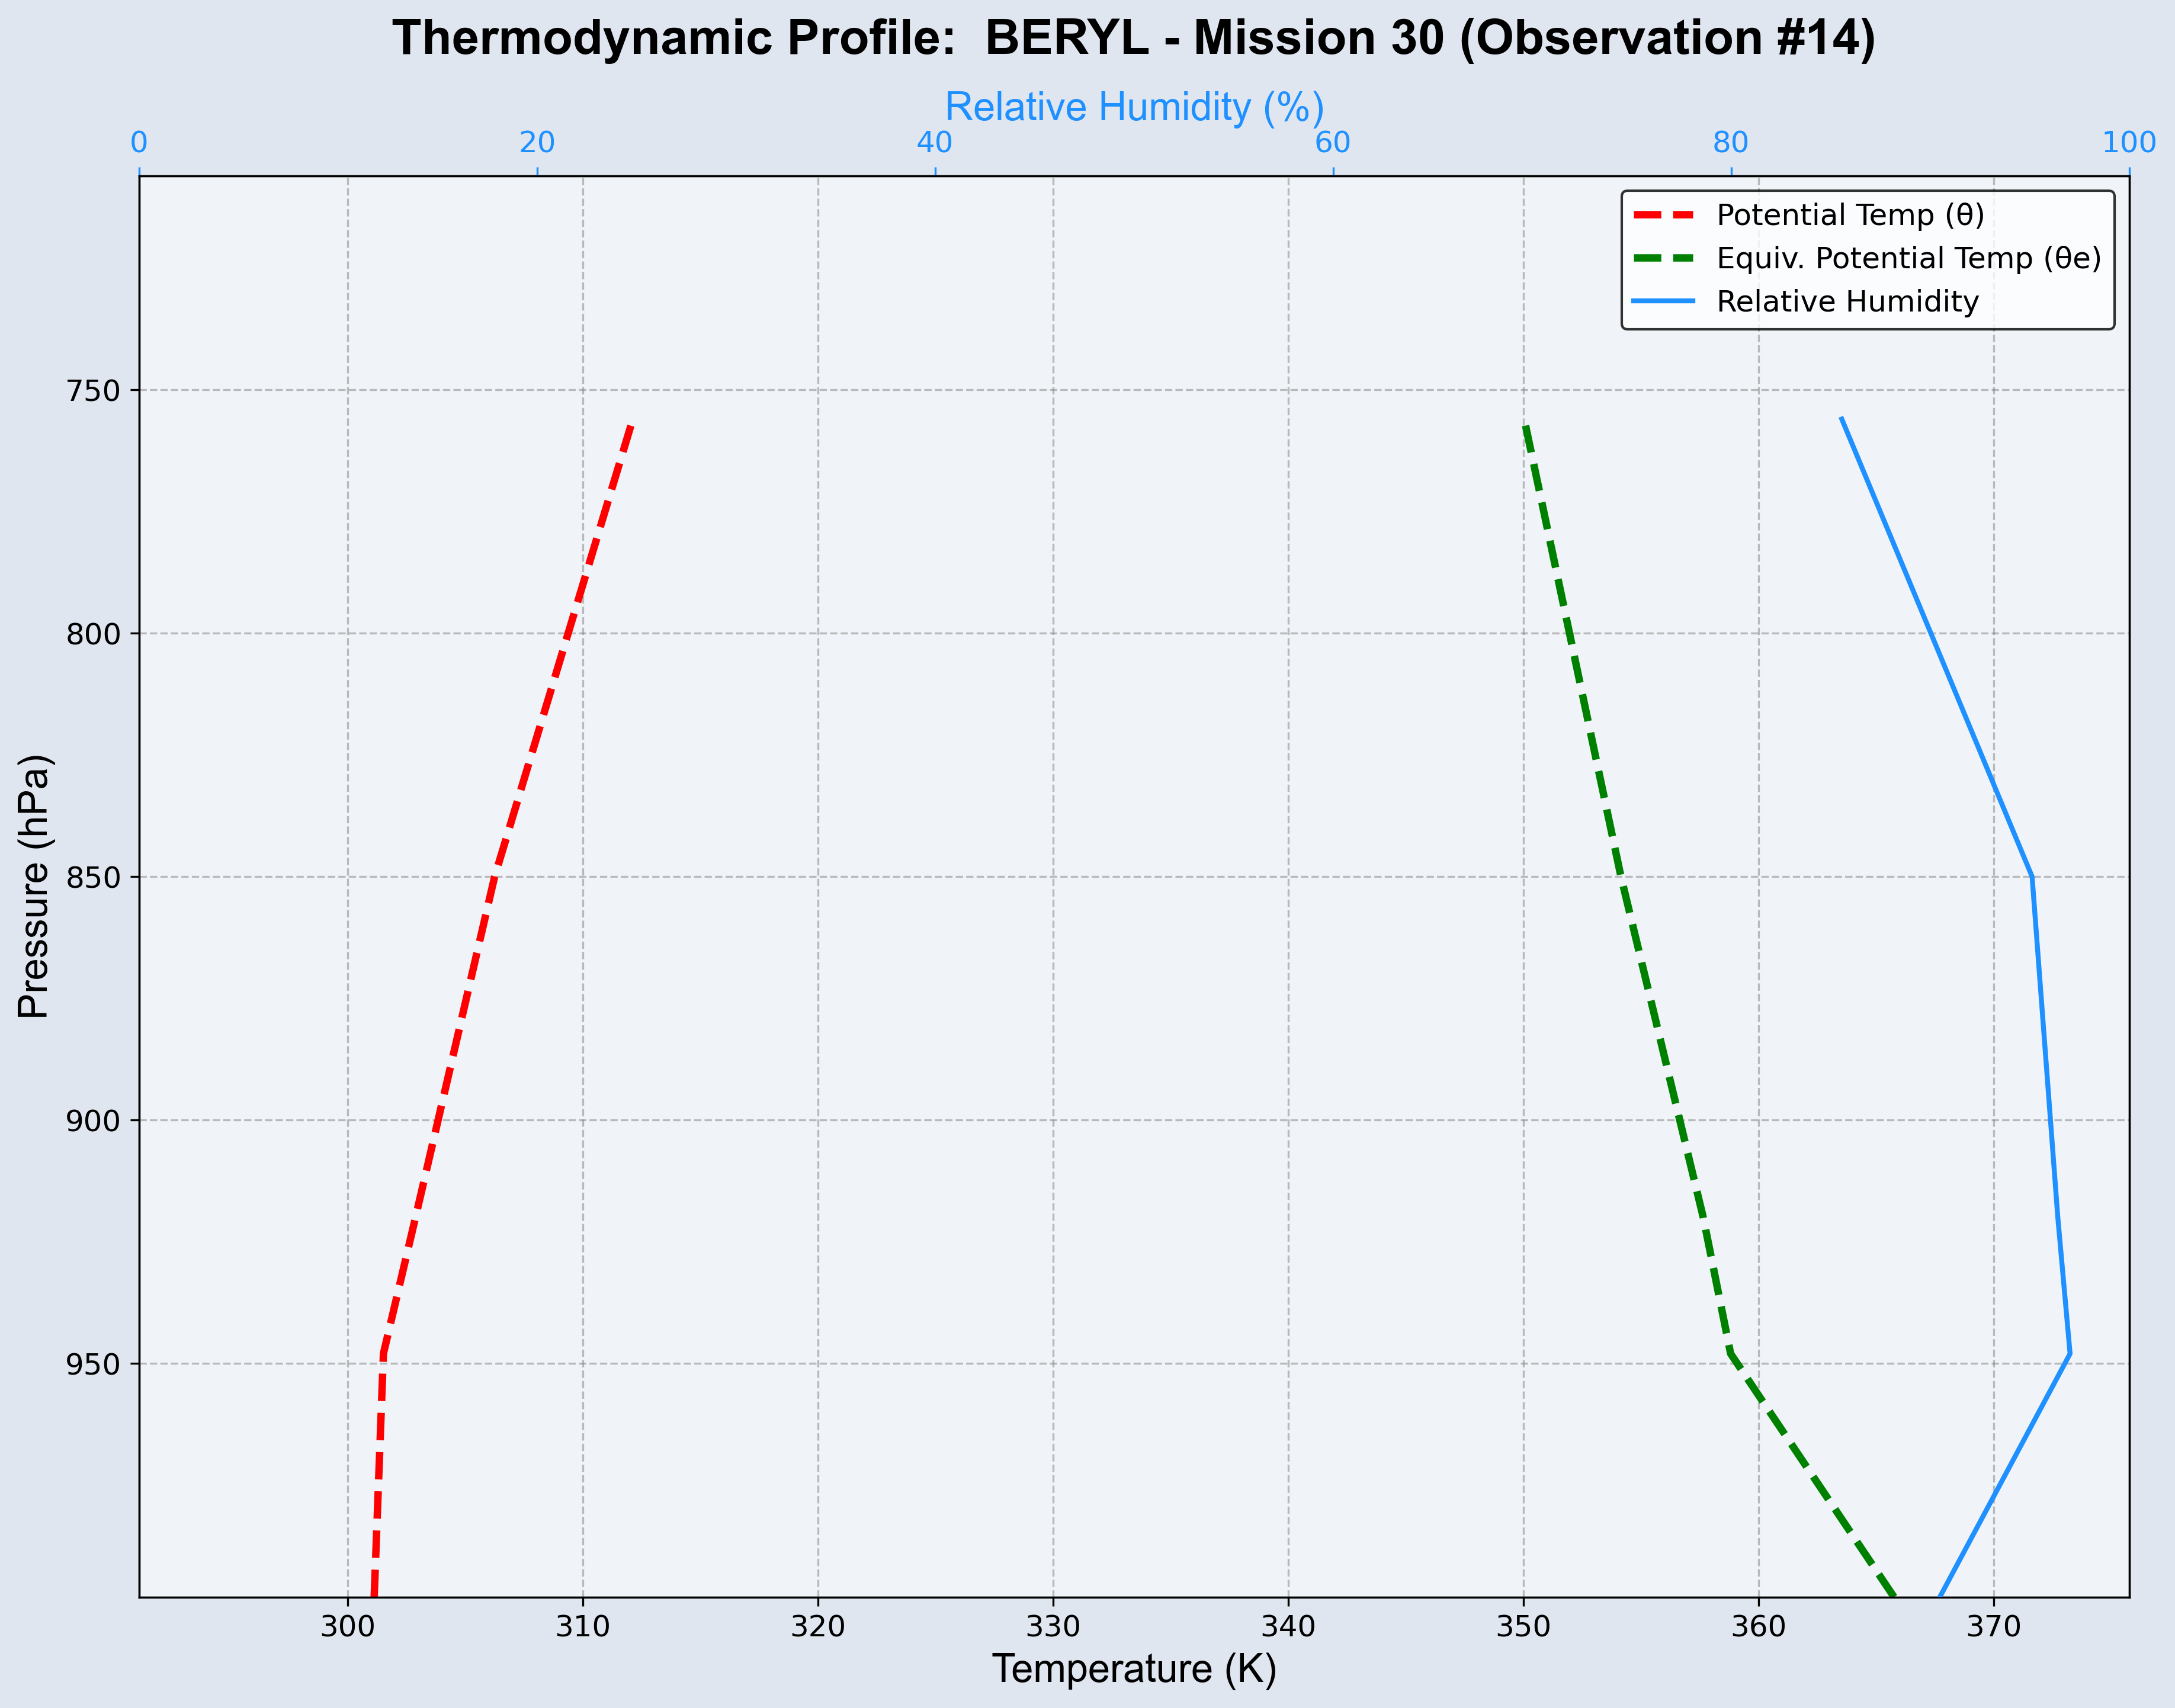 Thermodynamic Profile:  BERYL - Mission 30 (Observation #14)
Relative Humidity (%)
0 20 40 60 80 100
Potential Temp (θ)
Equiv. Potential Temp (θe)
Relative Humidity
750
800
850
900
950
Pressure (hPa)
300 310 320 330 340 350 360 370
Temperature (K)